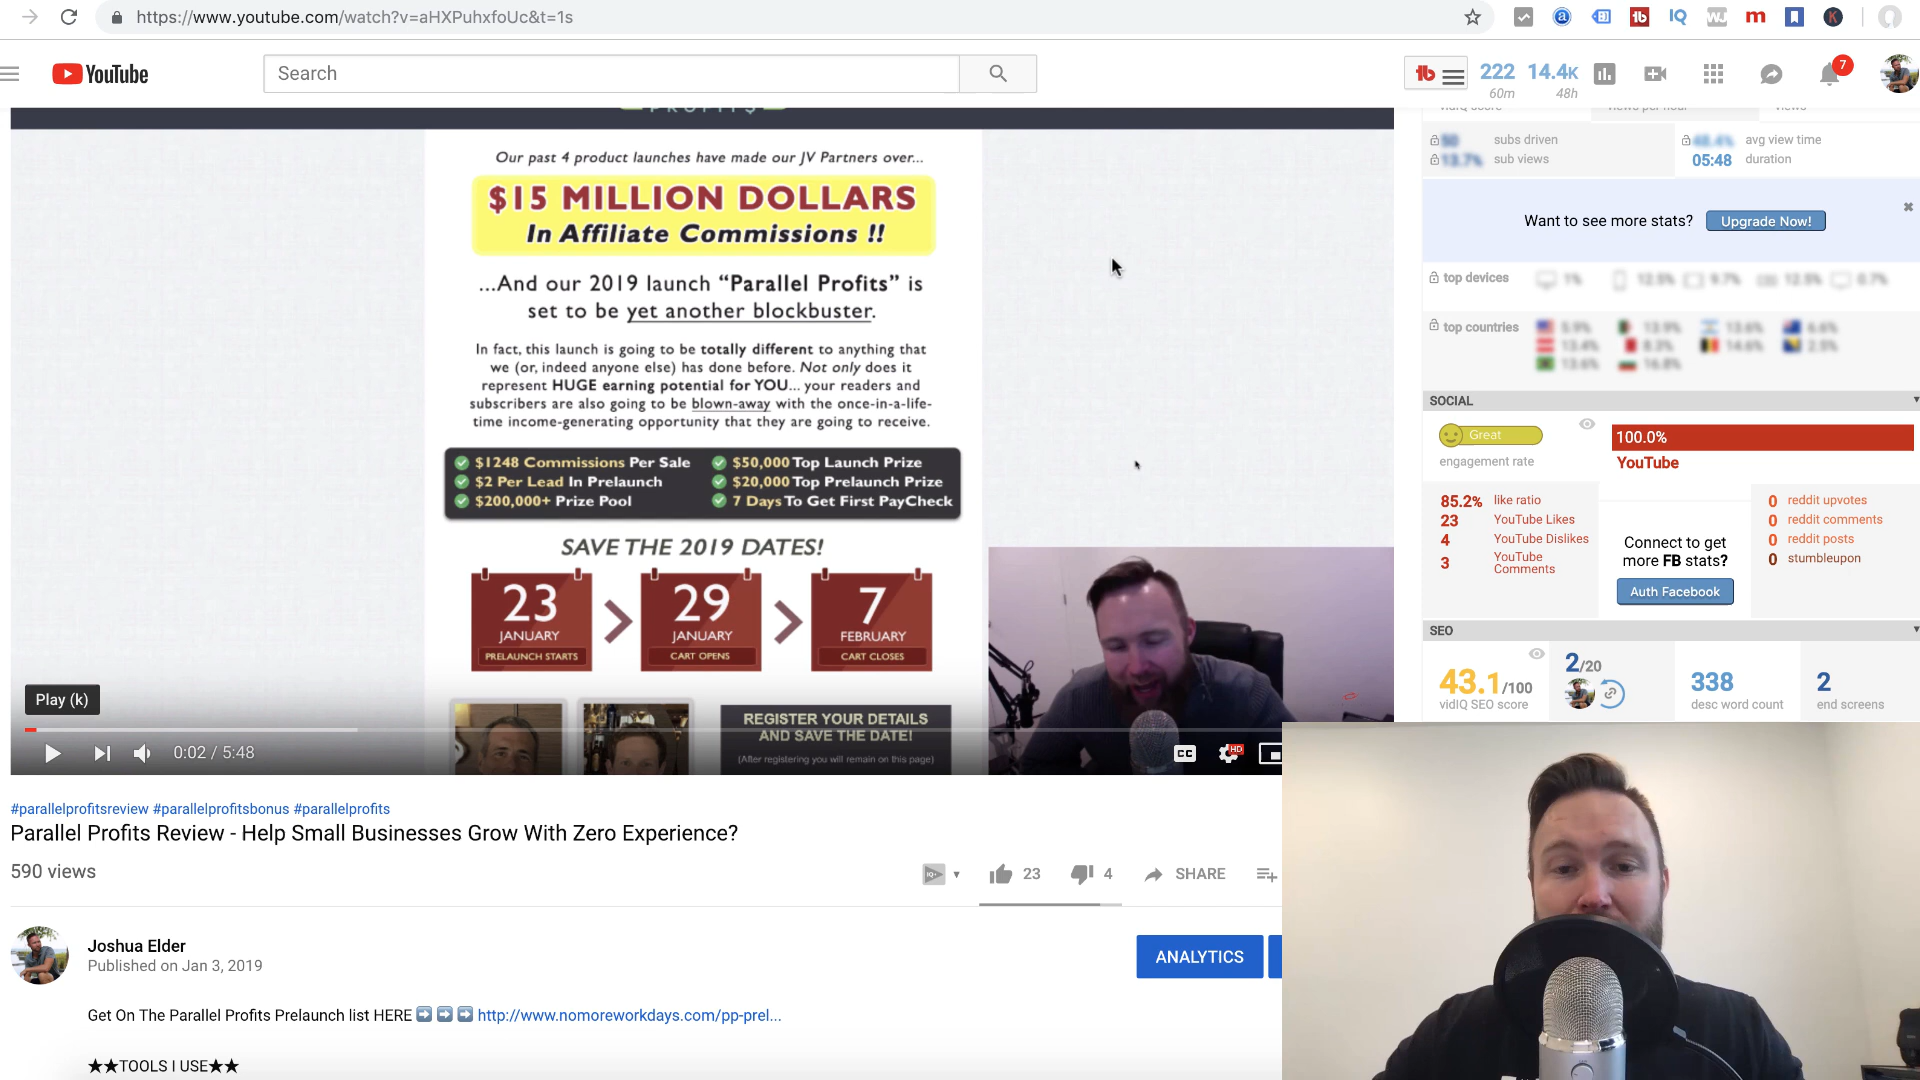 https://www.youtube.com/watch?v=aHXPuhxfoUc&t=1s
YouTube
Search
222
60m
14.4K
48h
7
PROFITS
Our past 4 product launches have made our JV Partners over...
$15 MILLION DOLLARS
In Affiliate Commissions !!
...And our 2019 launch “Parallel Profits” is
set to be yet another blockbuster.
In fact, this launch is going to be totally different to anything that
we (or, indeed anyone else) has done before. Not only does it
represent HUGE earning potential for YOU... your readers and
subscribers are also going to be blown-away with the once-in-a-life-
time income-generating opportunity that they are going to receive.
$1248 Commissions Per Sale
$2 Per Lead In Prelaunch
$200,000+ Prize Pool
$50,000 Top Launch Prize
$20,000 Top Prelaunch Prize
7 Days To Get First PayCheck
SAVE THE 2019 DATES!
23
JANUARY
PRELAUNCH STARTS
29
JANUARY
CART OPENS
7
FEBRUARY
CART CLOSES
REGISTER YOUR DETAILS
AND SAVE THE DATE!
(After registering you will remain on this page)
Play (k)
0:02 / 5:48
CC
HD
#parallelprofitsreview #parallelprofitsbonus #parallelprofits
Parallel Profits Review - Help Small Businesses Grow With Zero Experience?
590 views
23
4
SHARE
Joshua Elder
Published on Jan 3, 2019
ANALYTICS
Get On The Parallel Profits Prelaunch list HERE ➡➡➡ http://www.nomoreworkdays.com/pp-prel...
★★TOOLS I USE★★
subs driven
sub views
avg view time
05:48 duration
Want to see more stats? Upgrade Now!
top devices
top countries
SOCIAL
Great
engagement rate
100.0%
YouTube
85.2% like ratio
23 YouTube Likes
4 YouTube Dislikes
3 YouTube
Comments
Connect to get
more FB stats?
Auth Facebook
0 reddit upvotes
0 reddit comments
0 reddit posts
0 stumbleupon
SEO
43.1/100
vidIQ SEO score
2/20
338
desc word count
2
end screens